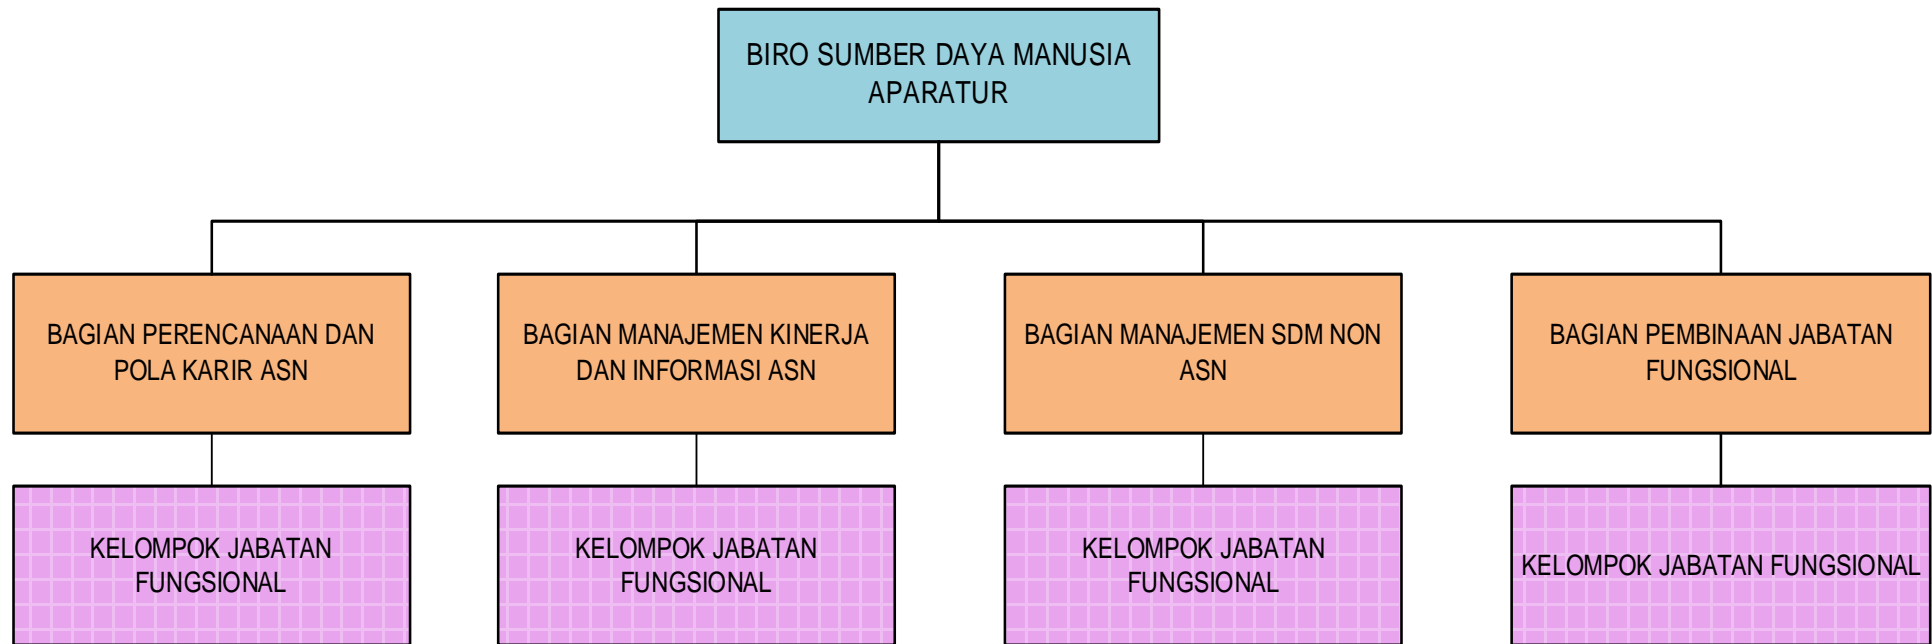 BIRO SUMBER DAYA MANUSIA
APARATUR
BAGIAN PERENCANAAN DAN
POLA KARIR ASN
BAGIAN MANAJEMEN KINERJA
DAN INFORMASI ASN
BAGIAN MANAJEMEN SDM NON
ASN
BAGIAN PEMBINAAN JABATAN
FUNGSIONAL
KELOMPOK JABATAN
FUNGSIONAL
KELOMPOK JABATAN
FUNGSIONAL
KELOMPOK JABATAN
FUNGSIONAL
KELOMPOK JABATAN FUNGSIONAL